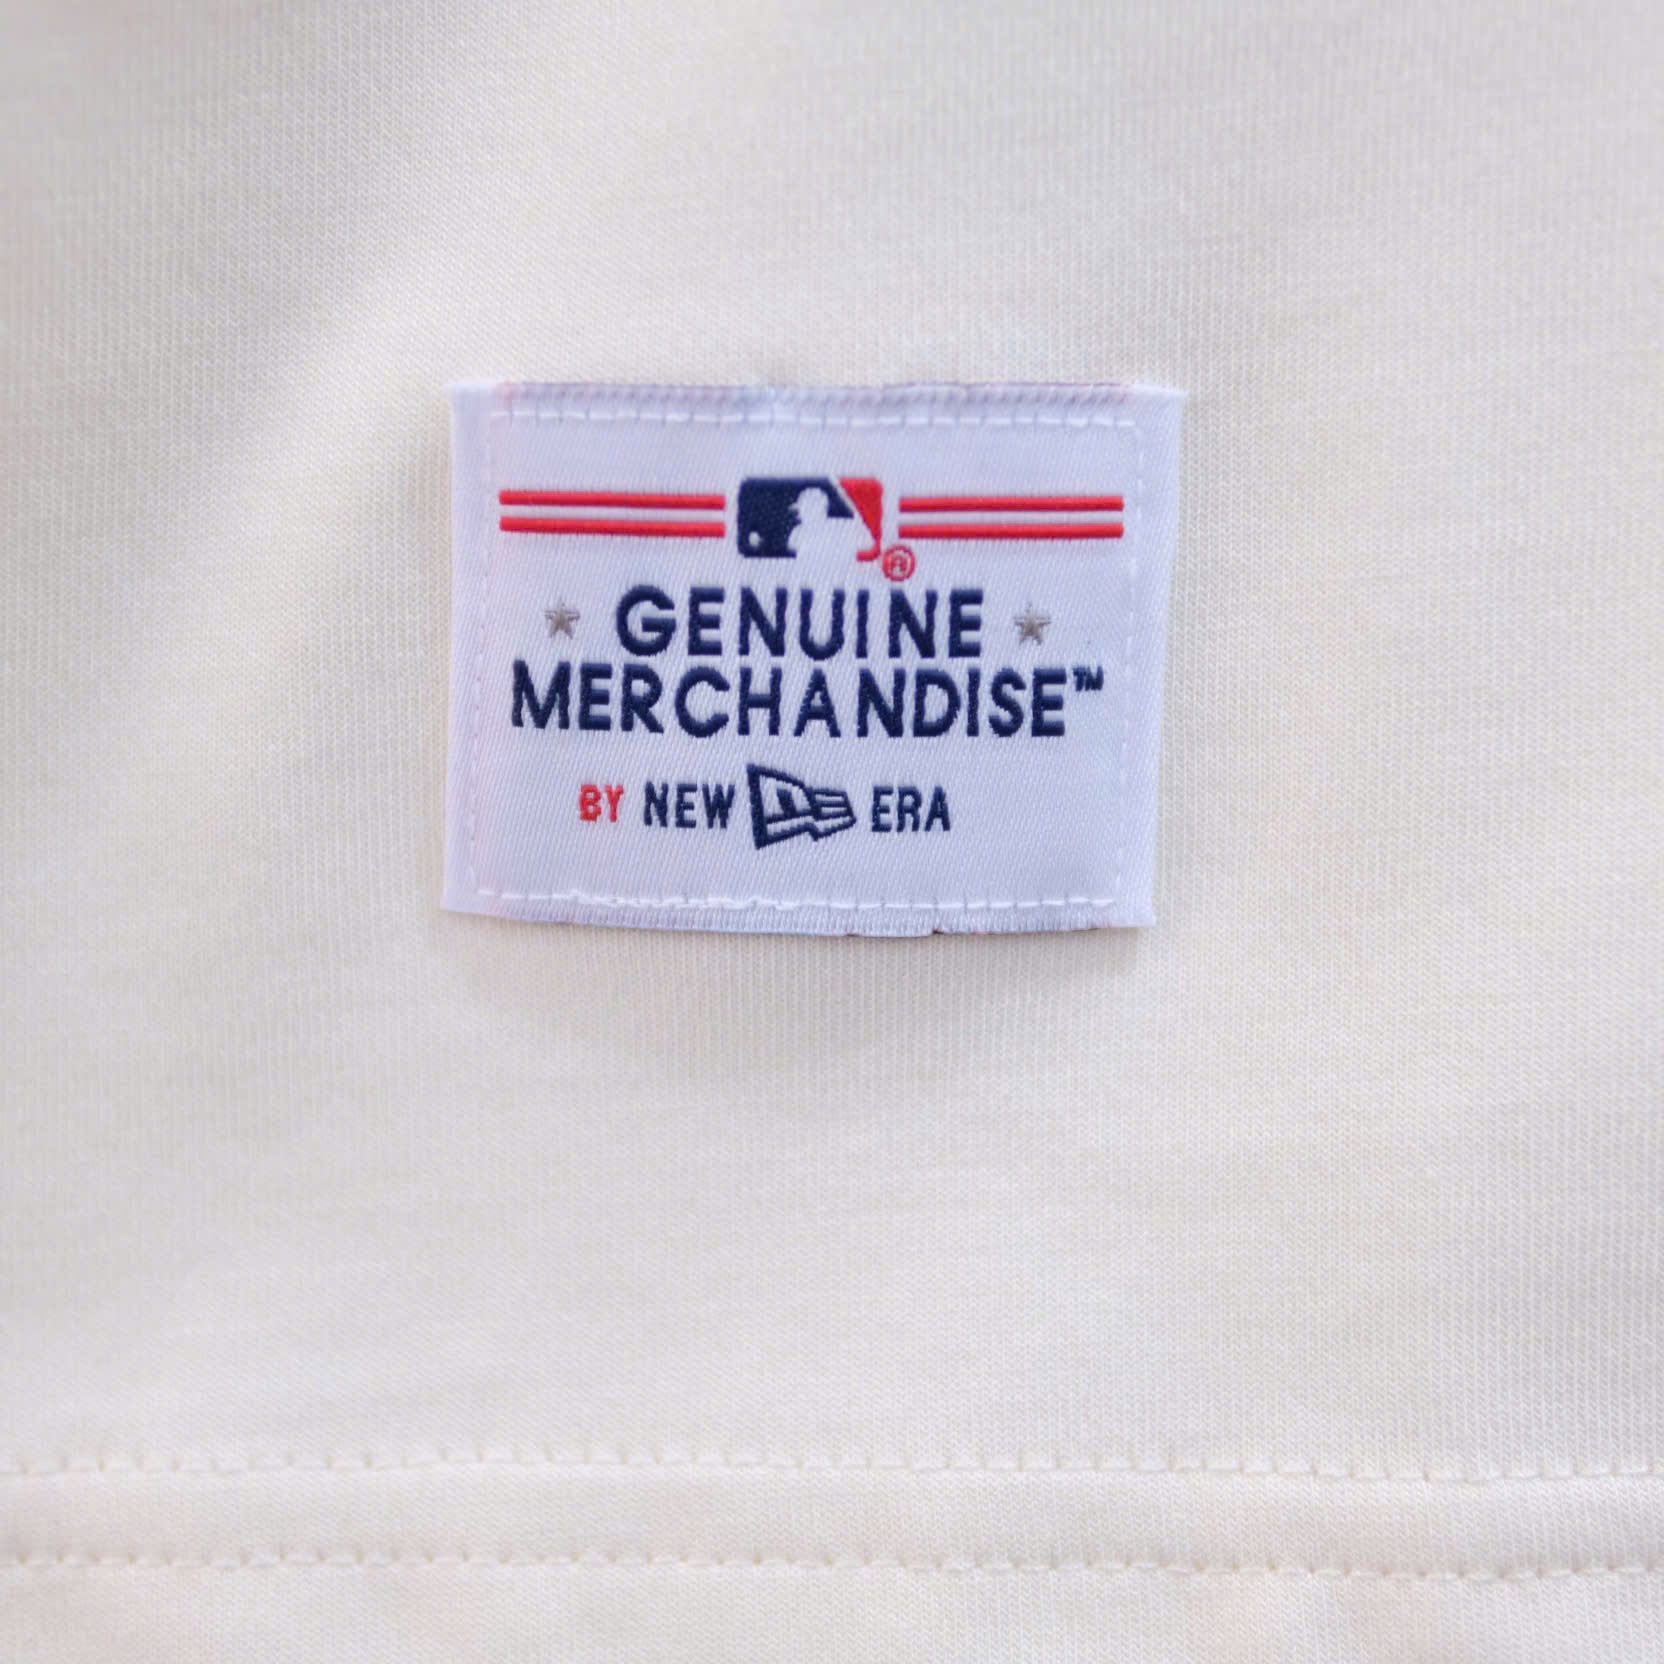 ®
GENUINE
MERCHANDISE™
BY NEW ERA